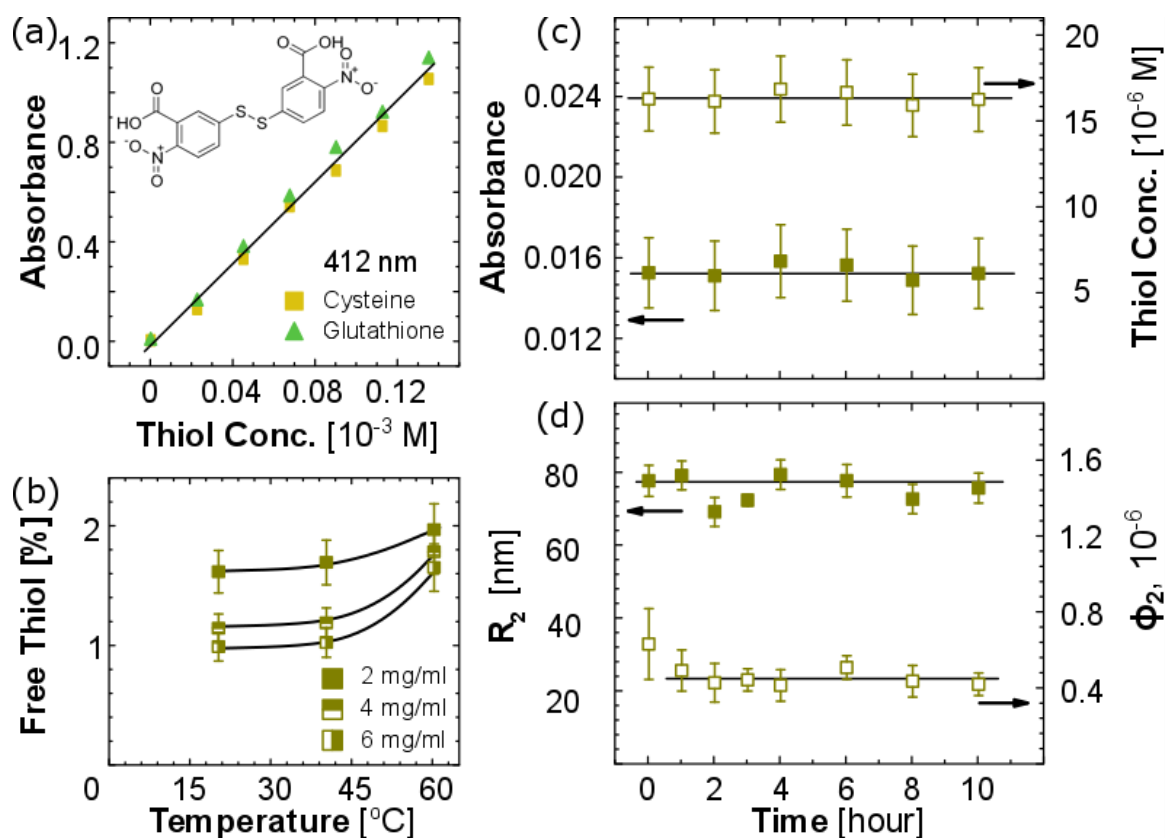 (a)
Absorbance
1.2
0.8
0.4
0.0
O
OH
O
N+
O-
S
S
O
HO
-O
N+
O
412 nm
Cysteine
Glutathione
0 0.04 0.08 0.12
Thiol Conc. [10-3 M]
(b)
Free Thiol [%]
2
1
0
2 mg/ml
4 mg/ml
6 mg/ml
15 30 45 60
Temperature [oC]
(c)
Absorbance
0.024
0.020
0.016
0.012
20
15
10
5
Thiol Conc. [10-6 M]
(d)
R2 [nm]
80
60
40
20
1.6
1.2
0.8
0.4
Φ2, 10-6
0 2 4 6 8 10
Time [hour]